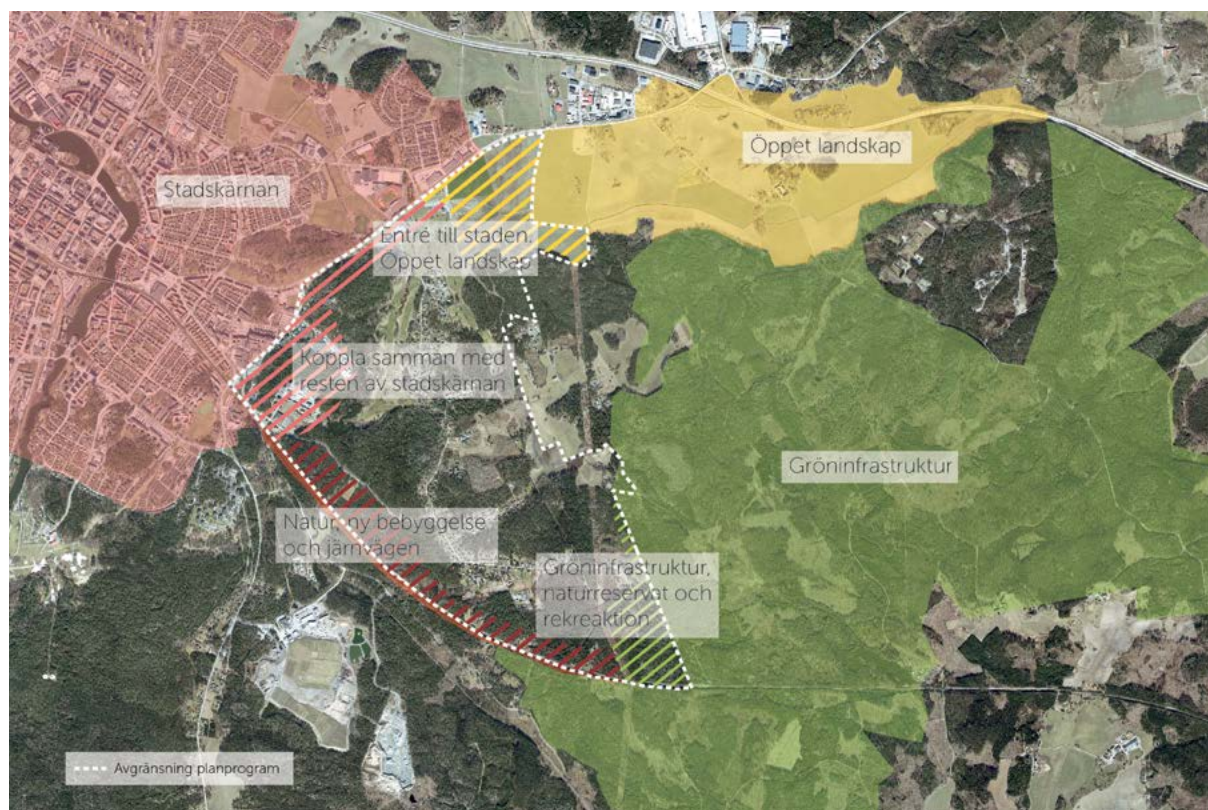 Öppet landskap
Stadskärnan
Entré till staden.
Öppet landskap
Koppla samman med
resten av stadskärnan
Gröninfrastruktur
Natur, ny bebyggelse
och järnvägen
Gröninfrastruktur,
naturreservat och
rekreaktion
Avgränsning planprogram